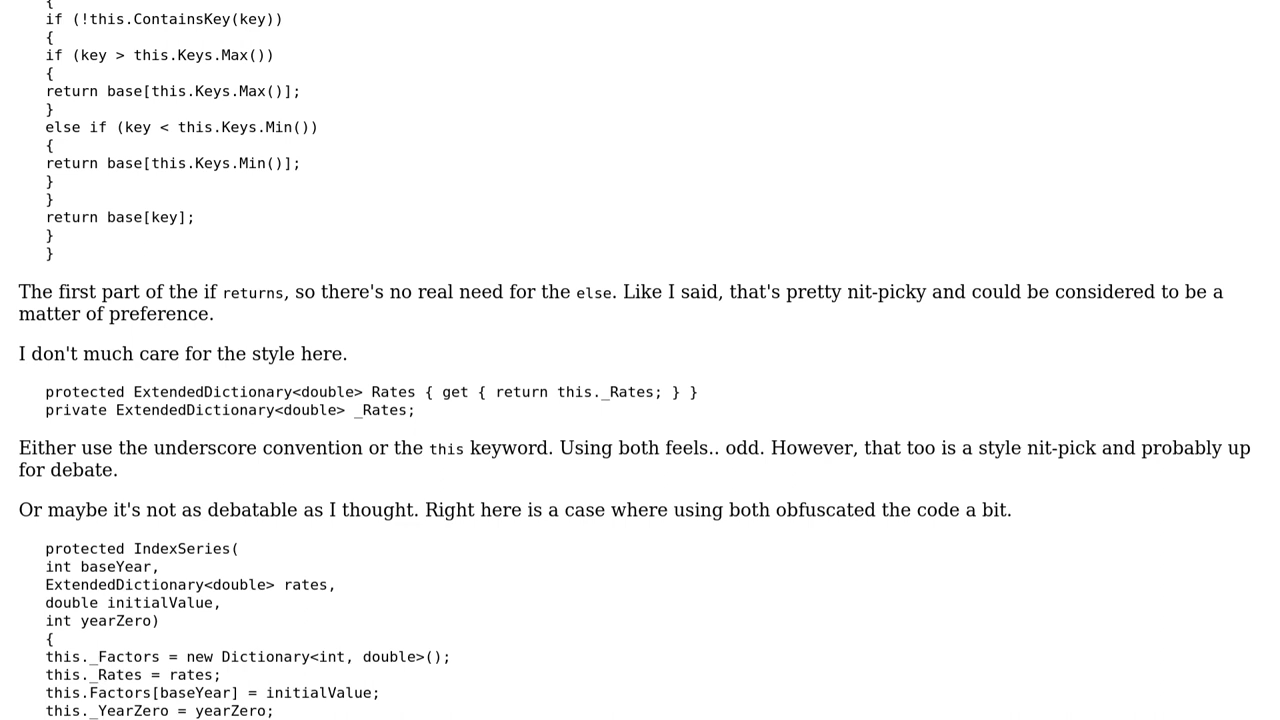 {
if (!this.ContainsKey(key))
{
if (key > this.Keys.Max())
{
return base[this.Keys.Max()];
}
else if (key < this.Keys.Min())
{
return base[this.Keys.Min()];
}
}
return base[key];
}
}
The first part of the if returns, so there's no real need for the else. Like I said, that's pretty nit-picky and could be considered to be a
matter of preference.
I don't much care for the style here.
protected ExtendedDictionary<double> Rates { get { return this._Rates; } }
private ExtendedDictionary<double> _Rates;
Either use the underscore convention or the this keyword. Using both feels.. odd. However, that too is a style nit-pick and probably up
for debate.
Or maybe it's not as debatable as I thought. Right here is a case where using both obfuscated the code a bit.
protected IndexSeries(
int baseYear,
ExtendedDictionary<double> rates,
double initialValue,
int yearZero)
{
this._Factors = new Dictionary<int, double>();
this._Rates = rates;
this.Factors[baseYear] = initialValue;
this._YearZero = yearZero;